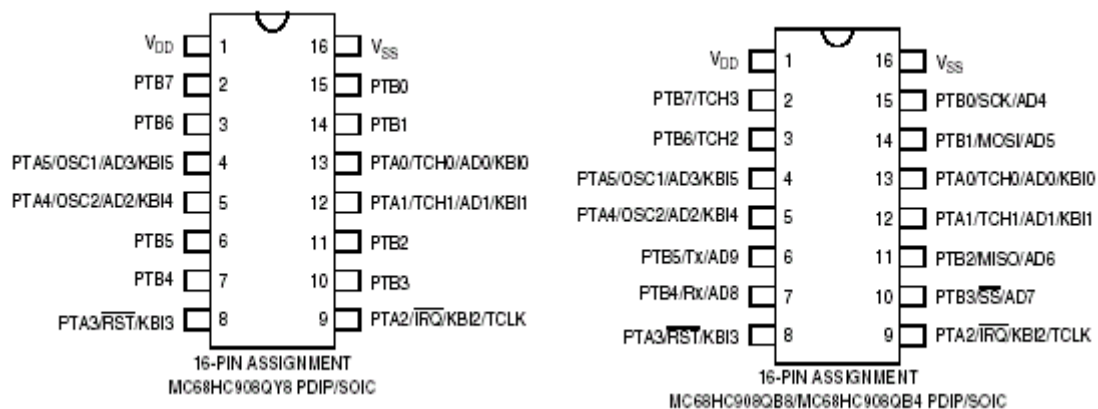 VDD 1 16 VSS
PTB7 2 15 PTB0
PTB6 3 14 PTB1
PTA5/OSC1/AD3/KBI5 4 13 PTA0/TCH0/AD0/KBI0
PTA4/OSC2/AD2/KBI4 5 12 PTA1/TCH1/AD1/KBI1
PTB5 6 11 PTB2
PTB4 7 10 PTB3
PTA3/RST/KBI3 8 9 PTA2/IRQ/KBI2/TCLK
16-PIN ASSIGNMENT
MC68HC908QY8 PDIP/SOIC
VDD 1 16 VSS
PTB7/TCH3 2 15 PTB0/SCK/AD4
PTB6/TCH2 3 14 PTB1/MOSI/AD5
PTA5/OSC1/AD3/KBI5 4 13 PTA0/TCH0/AD0/KBI0
PTA4/OSC2/AD2/KBI4 5 12 PTA1/TCH1/AD1/KBI1
PTB5/Tx/AD9 6 11 PTB2/MISO/AD6
PTB4/Rx/AD8 7 10 PTB3/SS/AD7
PTA3/RST/KBI3 8 9 PTA2/IRQ/KBI2/TCLK
16-PIN ASSIGNMENT
MC68HC908QB8/MC68HC908QB4 PDIP/SOIC